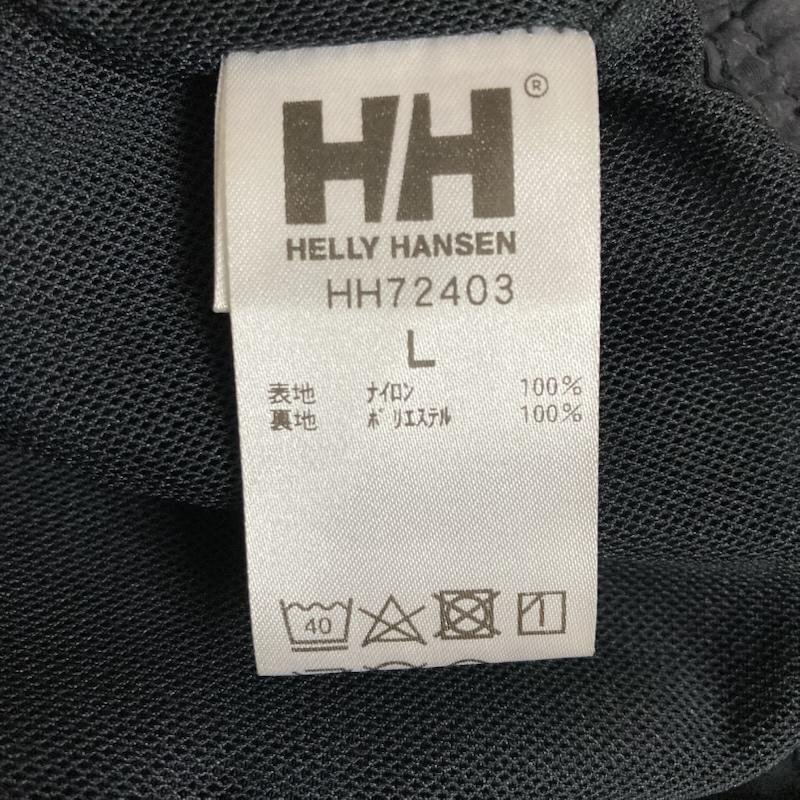 HH®
HELLY HANSEN
HH72403
L
表地 ナイロン 100%
裏地 ポリエステル 100%
40